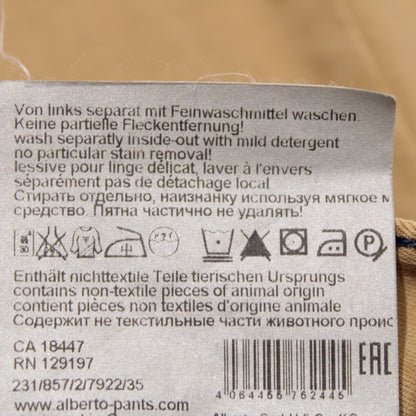 Von links separat mit Feinwaschmittel waschen.
Keine partielle Fleckentfernung!
wash separatly inside-out with mild detergent
no particular stain removal!
lessive pour linge délicat, laver à l'envers
séparément pas de détachage local
Стирать отдельно, наизнанку используя мягкое м
средство. Пятна частично не удалять!
30
P
Enthält nichttextile Teile tierischen Ursprungs
contains non-textile pieces of animal origin
contient pièces non textiles d'origine animale
Содержит не текстильные части животного проис
CA 18447
RN 129197
231/857/2/7922/35
4 064455 762446
EAC
www.alberto-pants.com